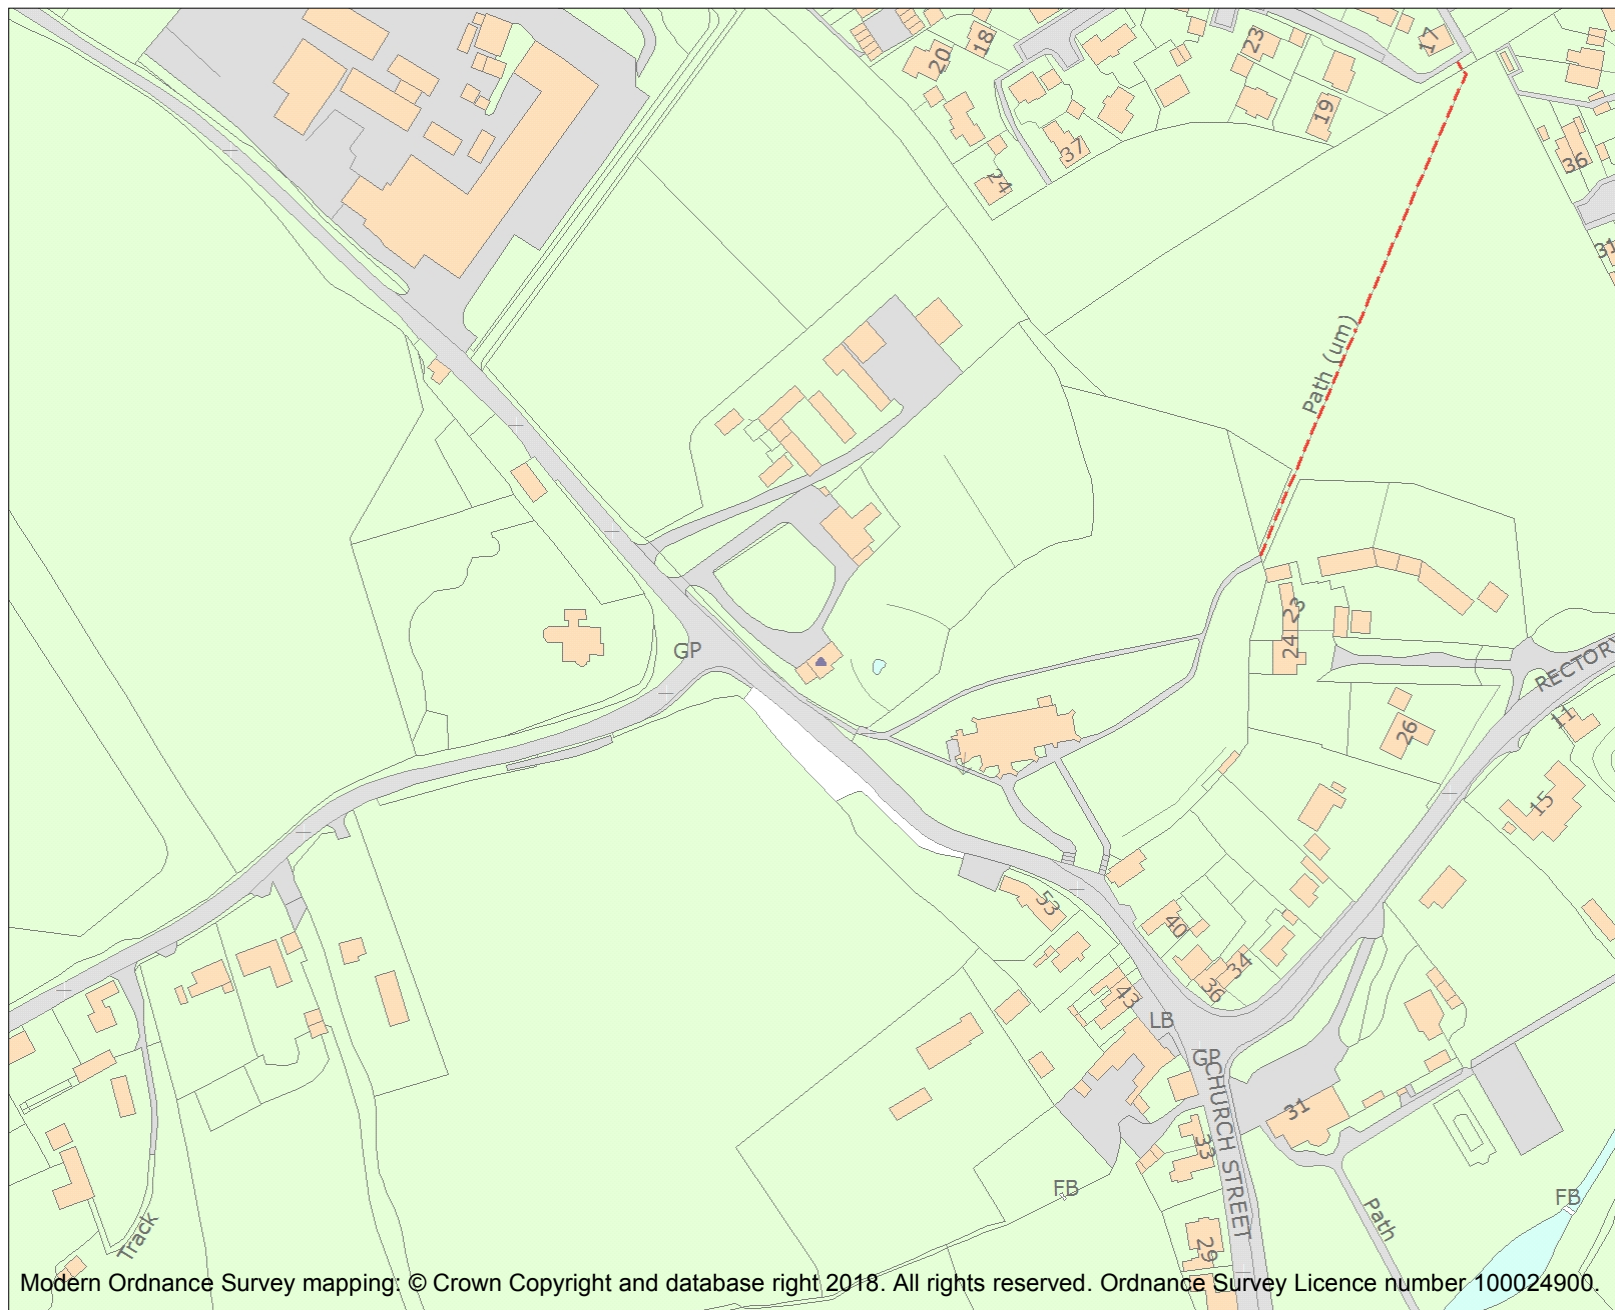 17
18
23
20
19
37
36
24
31
Path (um)
23
24
GP
RECTORY
11
26
15
53
40
34
36
43
LB
GP
CHURCH STREET
31
33
FB
FB
Path
Track
29
Modern Ordnance Survey mapping: © Crown Copyright and database right 2018. All rights reserved. Ordnance Survey Licence number 100024900.